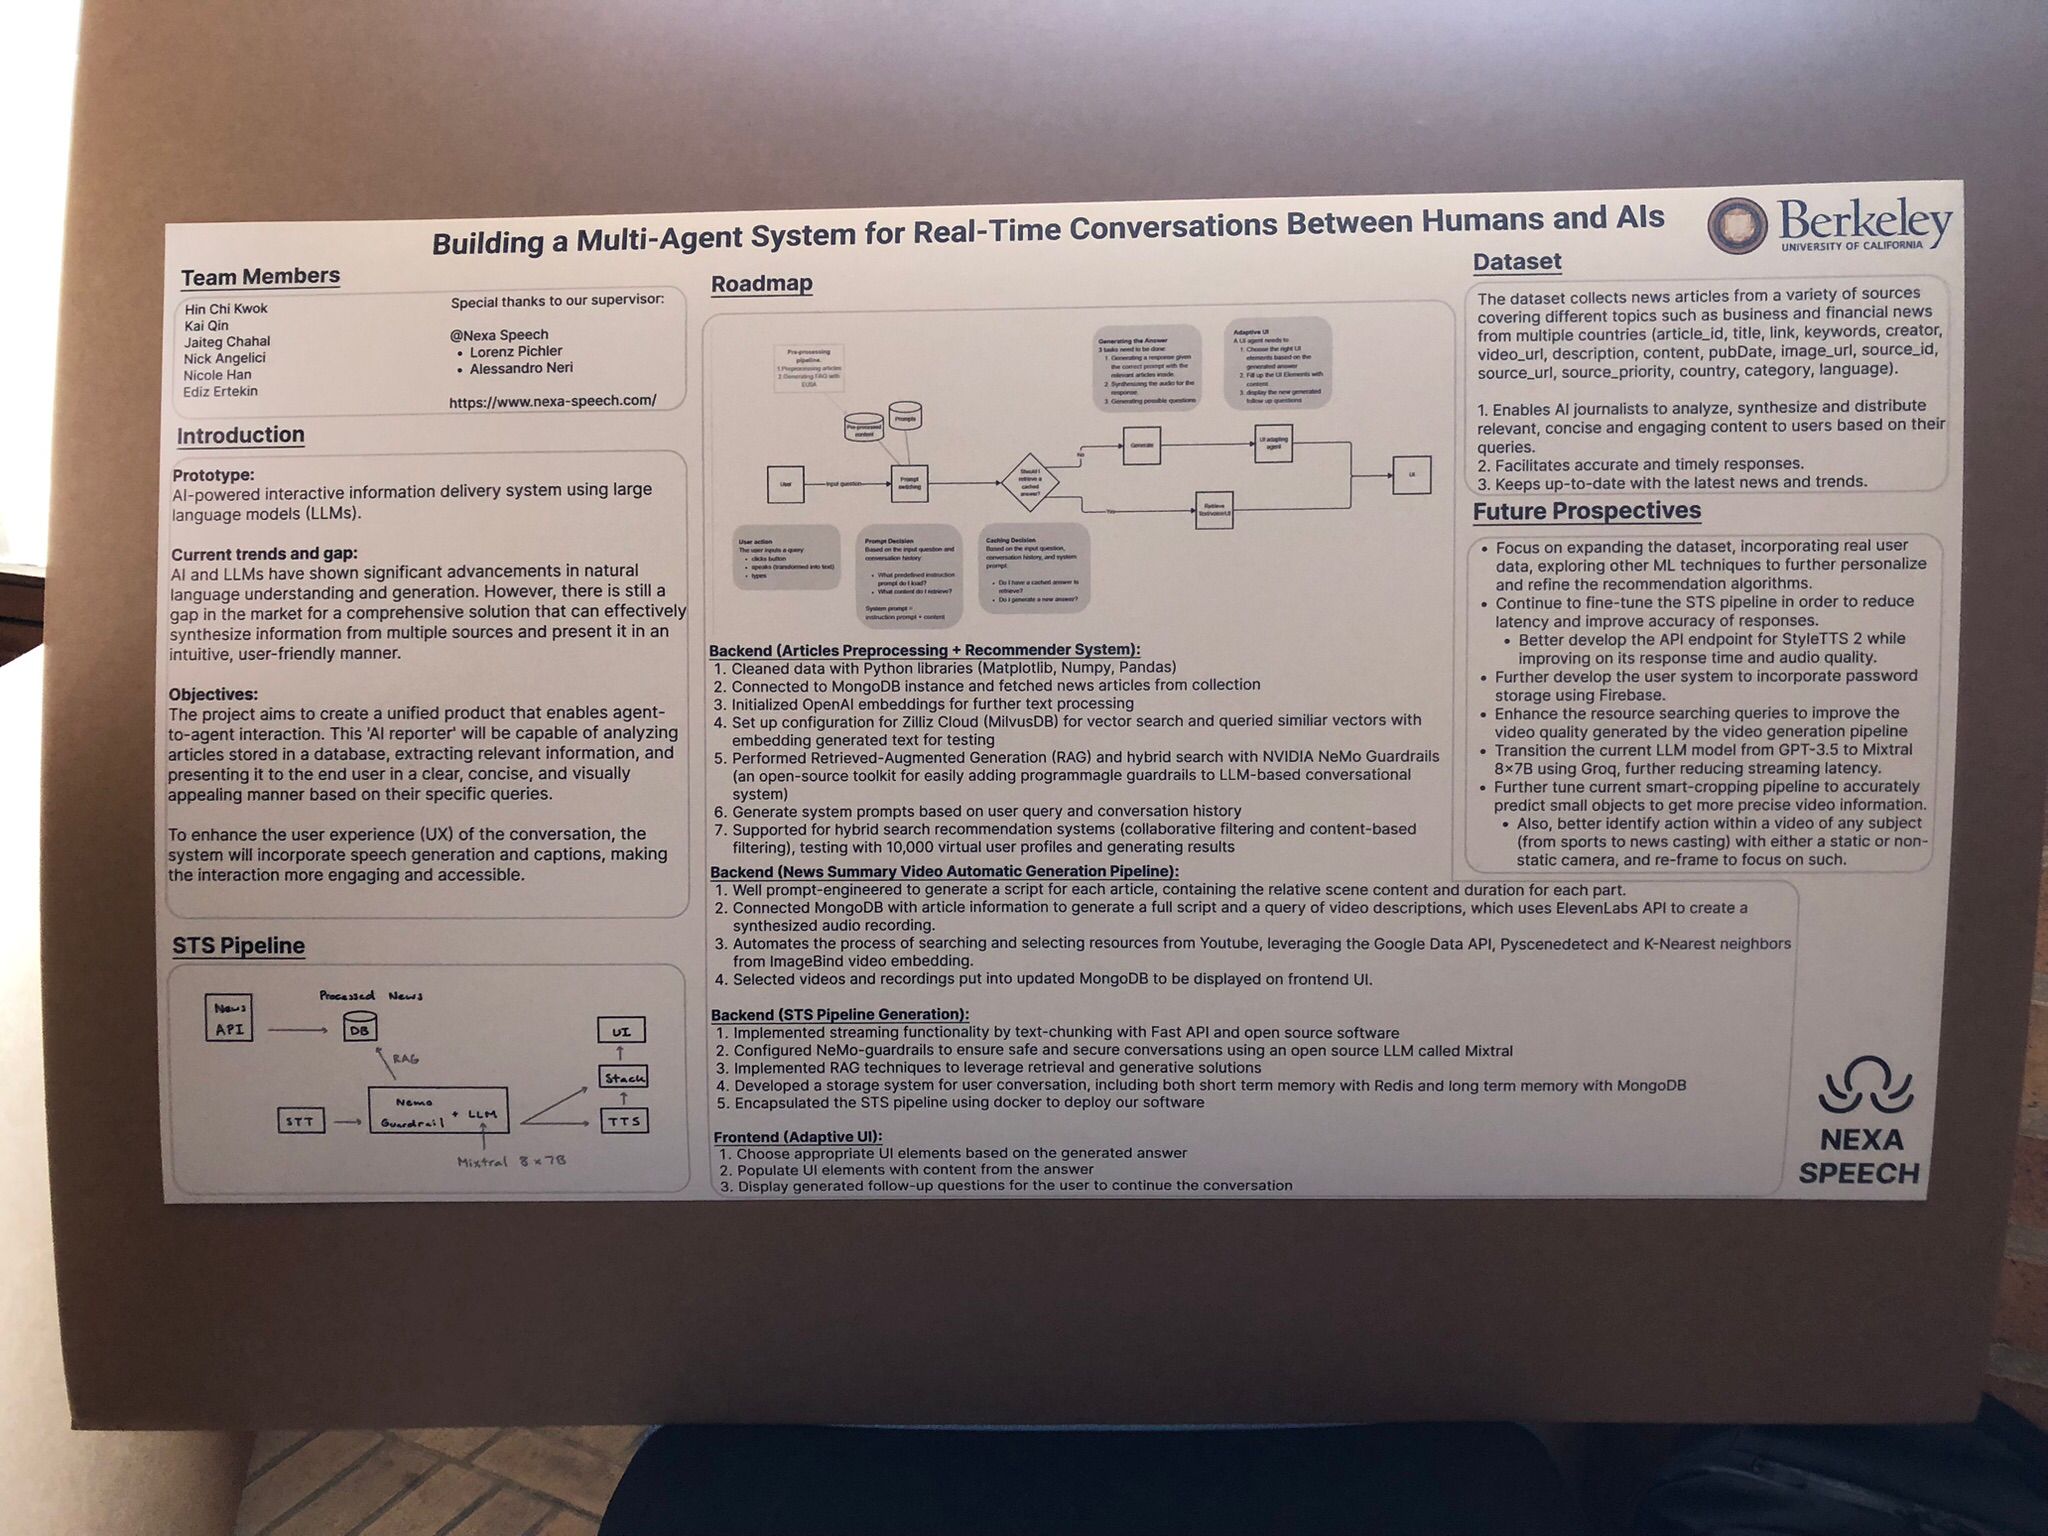 Building a Multi-Agent System for Real-Time Conversations Between Humans and AIs
Berkeley
UNIVERSITY OF CALIFORNIA
Team Members
Hin Chi Kwok
Kai Qin
Jaiteg Chahal
Nick Angelici
Nicole Han
Ediz Ertekin
Special thanks to our supervisor:
@Nexa Speech
• Lorenz Pichler
• Alessandro Neri
https://www.nexa-speech.com/
Introduction
Prototype:
AI-powered interactive information delivery system using large
language models (LLMs).
Current trends and gap:
AI and LLMs have shown significant advancements in natural
language understanding and generation. However, there is still a
gap in the market for a comprehensive solution that can effectively
synthesize information from multiple sources and present it in an
intuitive, user-friendly manner.
Objectives:
The project aims to create a unified product that enables agent-
to-agent interaction. This 'AI reporter' will be capable of analyzing
articles stored in a database, extracting relevant information, and
presenting it to the end user in a clear, concise, and visually
appealing manner based on their specific queries.
To enhance the user experience (UX) of the conversation, the
system will incorporate speech generation and captions, making
the interaction more engaging and accessible.
STS Pipeline
News
API
Processed News
DB
RAG
STT
Nemo
Guardrail + LLM
Mixtral 8x7B
UI
Stack
TTS
Roadmap
Pre-processing
pipeline.
1.Preprocessing articles
2. Generating FAQ with
Pre-processed
content
Prompts
User
Input question
Prompt
switching
Should I
retrieve a
cached
answer?
No
Yes
Generate
UI adapting
agent
Retrieve
Text/voice/UI
UI
Generating the Answer
3 tasks need to be done
1. Generating a response given
the correct prompt with the
relevant articles inside.
2. Synthesizing the audio for the
response.
3. Generating possible questions
Adaptive UI
A UI agent needs to
1. Choose the right UI
elements based on the
generated answer
2. Fill up the UI Elements with
content
3. display the new generated
follow up questions
User action
The user inputs a query
• clicks button
• speaks (transformed into text)
• types
Prompt Decision
Based on the input question and
conversation history
• What predefined instruction
prompt do I load?
• What content do I retrieve?
System prompt =
instruction prompt + content
Caching Decision
Based on the input question,
conversation history, and system
prompt:
• Do I have a cached answer to
retrieve?
• Do I generate a new answer?
Backend (Articles Preprocessing + Recommender System):
1. Cleaned data with Python libraries (Matplotlib, Numpy, Pandas)
2. Connected to MongoDB instance and fetched news articles from collection
3. Initialized OpenAI embeddings for further text processing
4. Set up configuration for Zilliz Cloud (MilvusDB) for vector search and queried similiar vectors with
embedding generated text for testing
5. Performed Retrieved-Augmented Generation (RAG) and hybrid search with NVIDIA NeMo Guardrails
(an open-source toolkit for easily adding programmagle guardrails to LLM-based conversational
system)
6. Generate system prompts based on user query and conversation history
7. Supported for hybrid search recommendation systems (collaborative filtering and content-based
filtering), testing with 10,000 virtual user profiles and generating results
Backend (News Summary Video Automatic Generation Pipeline):
1. Well prompt-engineered to generate a script for each article, containing the relative scene content and duration for each part.
2. Connected MongoDB with article information to generate a full script and a query of video descriptions, which uses ElevenLabs API to create a
synthesized audio recording.
3. Automates the process of searching and selecting resources from Youtube, leveraging the Google Data API, Pyscenedetect and K-Nearest neighbors
from ImageBind video embedding.
4. Selected videos and recordings put into updated MongoDB to be displayed on frontend UI.
Backend (STS Pipeline Generation):
1. Implemented streaming functionality by text-chunking with Fast API and open source software
2. Configured NeMo-guardrails to ensure safe and secure conversations using an open source LLM called Mixtral
3. Implemented RAG techniques to leverage retrieval and generative solutions
4. Developed a storage system for user conversation, including both short term memory with Redis and long term memory with MongoDB
5. Encapsulated the STS pipeline using docker to deploy our software
Frontend (Adaptive UI):
1. Choose appropriate UI elements based on the generated answer
2. Populate UI elements with content from the answer
3. Display generated follow-up questions for the user to continue the conversation
Dataset
The dataset collects news articles from a variety of sources
covering different topics such as business and financial news
from multiple countries (article_id, title, link, keywords, creator,
video_url, description, content, pubDate, image_url, source_id,
source_url, source_priority, country, category, language).
1. Enables AI journalists to analyze, synthesize and distribute
relevant, concise and engaging content to users based on their
queries.
2. Facilitates accurate and timely responses.
3. Keeps up-to-date with the latest news and trends.
Future Prospectives
• Focus on expanding the dataset, incorporating real user
data, exploring other ML techniques to further personalize
and refine the recommendation algorithms.
• Continue to fine-tune the STS pipeline in order to reduce
latency and improve accuracy of responses.
• Better develop the API endpoint for StyleTTS 2 while
improving on its response time and audio quality.
• Further develop the user system to incorporate password
storage using Firebase.
• Enhance the resource searching queries to improve the
video quality generated by the video generation pipeline
• Transition the current LLM model from GPT-3.5 to Mixtral
8×7B using Groq, further reducing streaming latency.
• Further tune current smart-cropping pipeline to accurately
predict small objects to get more precise video information.
• Also, better identify action within a video of any subject
(from sports to news casting) with either a static or non-
static camera, and re-frame to focus on such.
NEXA
SPEECH